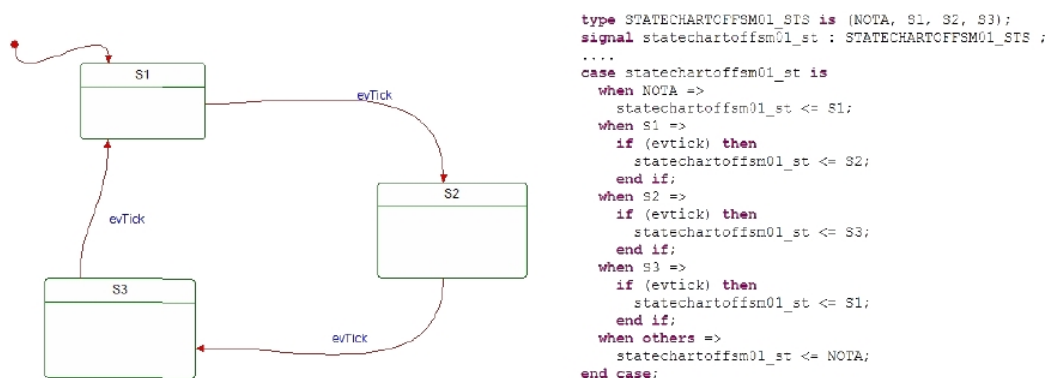 S1
evTick
S2
evTick
S3
evTick
type STATECHARTOFFSM01_STS is (NOTA, S1, S2, S3);
signal statechartoffsm01_st : STATECHARTOFFSM01_STS ;
....
case statechartoffsm01_st is
when NOTA =>
statechartoffsm01_st <= S1;
when S1 =>
if (evtick) then
statechartoffsm01_st <= S2;
end if;
when S2 =>
if (evtick) then
statechartoffsm01_st <= S3;
end if;
when S3 =>
if (evtick) then
statechartoffsm01_st <= S1;
end if;
when others =>
statechartoffsm01_st <= NOTA;
end case;